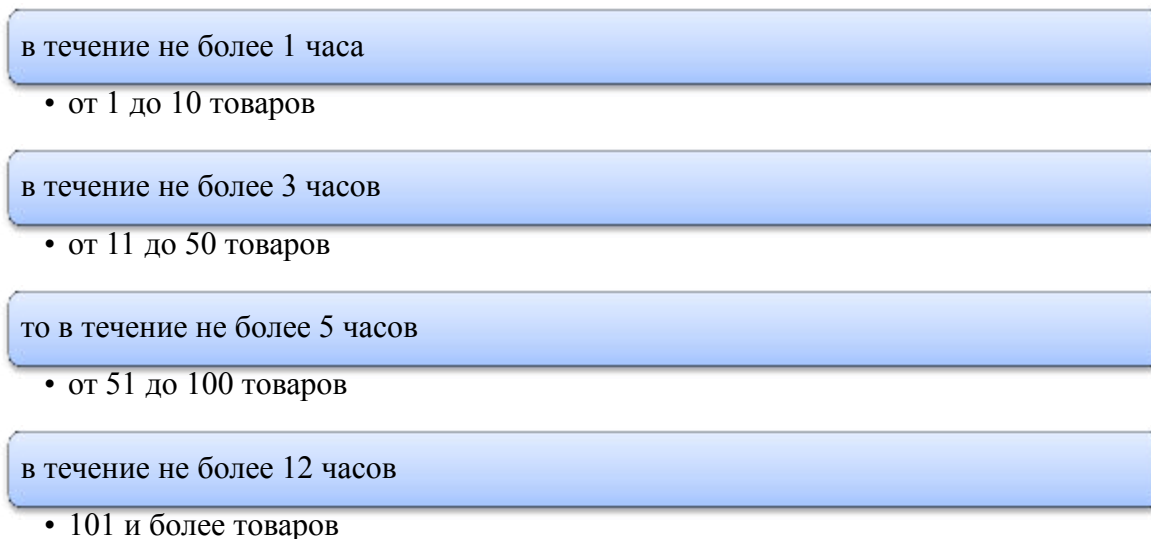 в течение не более 1 часа
• от 1 до 10 товаров
в течение не более 3 часов
• от 11 до 50 товаров
то в течение не более 5 часов
• от 51 до 100 товаров
в течение не более 12 часов
• 101 и более товаров